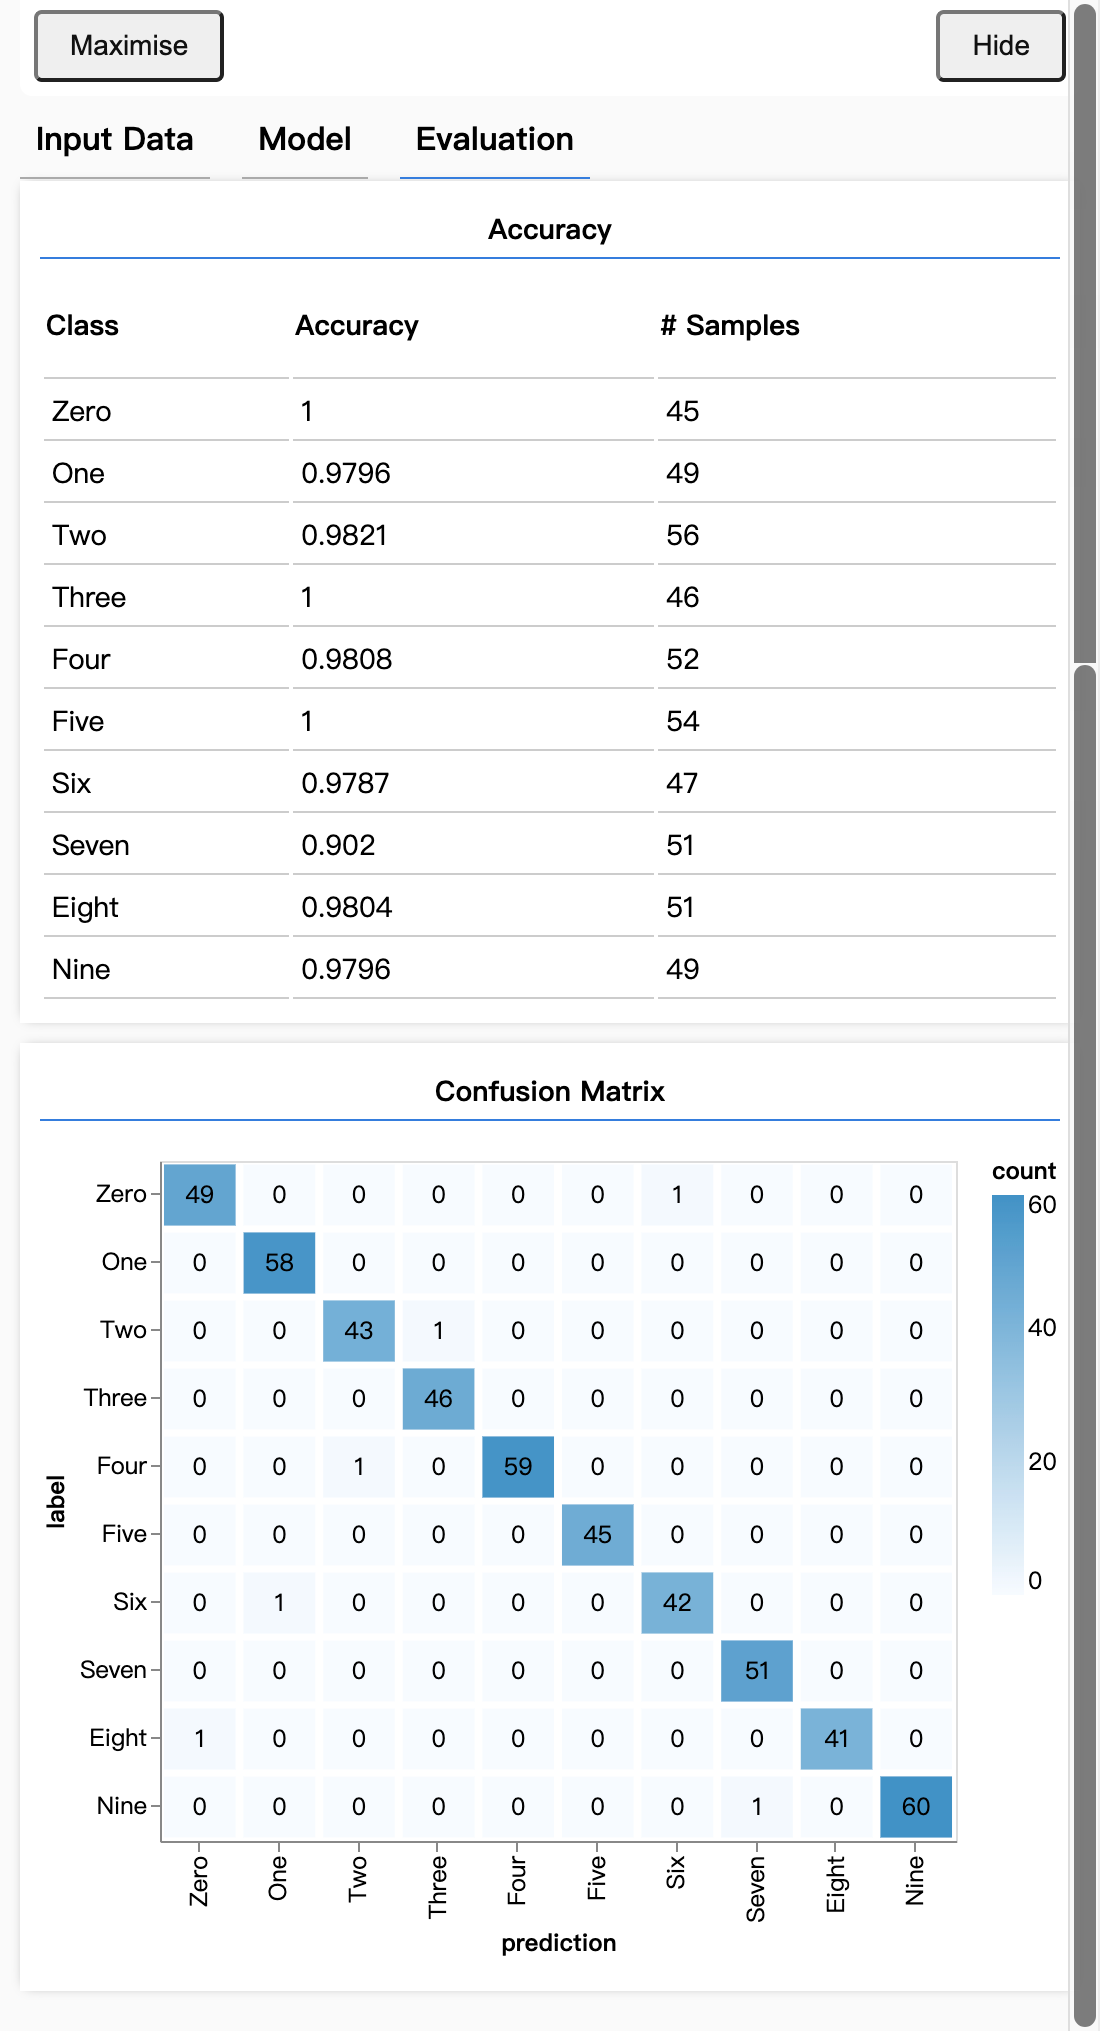 Maximise Hide
Input Data Model Evaluation
Accuracy
Class Accuracy # Samples
Zero 1 45
One 0.9796 49
Two 0.9821 56
Three 1 46
Four 0.9808 52
Five 1 54
Six 0.9787 47
Seven 0.902 51
Eight 0.9804 51
Nine 0.9796 49
Confusion Matrix
count
60
40
20
0
label
Zero 49 0 0 0 0 0 1 0 0 0
One 0 58 0 0 0 0 0 0 0 0
Two 0 0 43 1 0 0 0 0 0 0
Three 0 0 0 46 0 0 0 0 0 0
Four 0 0 1 0 59 0 0 0 0 0
Five 0 0 0 0 0 45 0 0 0 0
Six 0 1 0 0 0 0 42 0 0 0
Seven 0 0 0 0 0 0 0 51 0 0
Eight 1 0 0 0 0 0 0 0 41 0
Nine 0 0 0 0 0 0 0 1 0 60
Zero One Two Three Four Five Six Seven Eight Nine
prediction